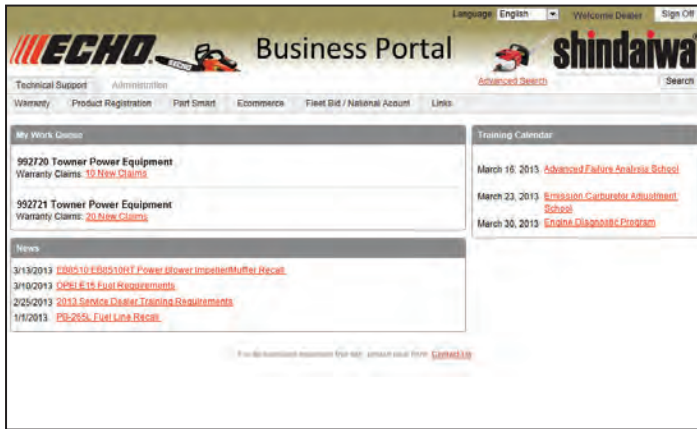 Language English Welcome Dealer Sign Off
ECHO. Business Portal shindaiwa
Advanced Search Search
Technical Support Administration
Warranty Product Registration Part Smart Ecommerce Fleet Bid / National Acount Links
My Work Queue
992720 Towner Power Equipment
Warranty Claims: 10 New Claims
992721 Towner Power Equipment
Warranty Claims: 20 New Claims
News
3/13/2013 EB8510/EB8510RT Power Blower Impeller/Muffler Recall
3/10/2013 OPEI E15 Fuel Requirements
2/25/2013 2013 Service Dealer Training Requirements
1/1/2013 PB-265L Fuel Line Recall
Training Calendar
March 16, 2013 Advanced Failure Analysis School
March 23, 2013 Emission Carburetor Adjustment
School
March 30, 2013 Engine Diagnostic Program
Contact Us